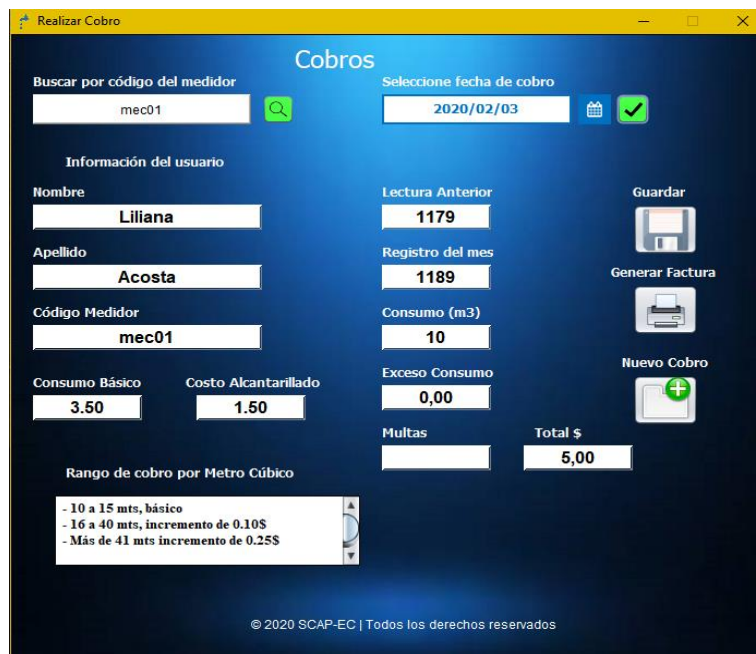 Realizar Cobro
Cobros
Buscar por código del medidor
mec01
Seleccione fecha de cobro
2020/02/03
Información del usuario
Nombre
Liliana
Apellido
Acosta
Código Medidor
mec01
Consumo Básico
3.50
Costo Alcantarillado
1.50
Lectura Anterior
1179
Registro del mes
1189
Consumo (m3)
10
Exceso Consumo
0,00
Multas
Total $
5,00
Guardar
Generar Factura
Nuevo Cobro
Rango de cobro por Metro Cúbico
- 10 a 15 mts, básico
- 16 a 40 mts, incremento de 0.10$
- Más de 41 mts incremento de 0.25$
© 2020 SCAP-EC | Todos los derechos reservados